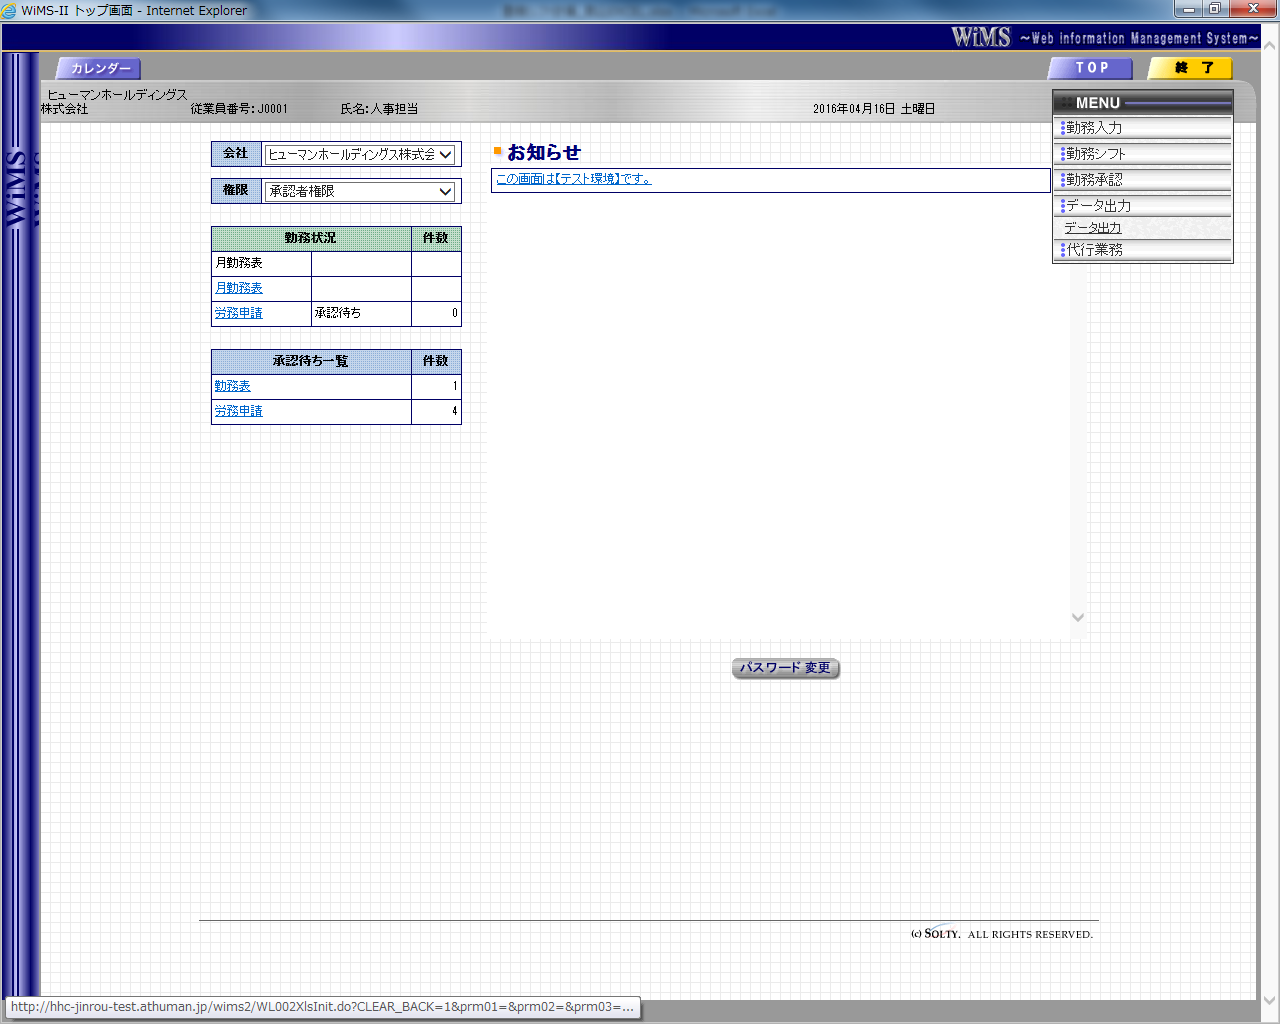 WiMS-II トップ画面 - Internet Explorer
WiMS ～Web Information Management System～
カレンダー
TOP
終 了
ヒューマンホールディングス
株式会社
従業員番号：J0001
氏名：人事担当
2016年04月16日 土曜日
MENU
勤務入力
勤務シフト
勤務承認
データ出力
データ出力
代行業務
WiMS
会社 ヒューマンホールディングス株式会
権限 承認者権限
お知らせ
この画面は【テスト環境】です。
勤務状況 件数
月勤務表
月勤務表
労務申請 承認待ち 0
承認待ち一覧 件数
勤務表 1
労務申請 4
パスワード変更
(c) SOLTY. ALL RIGHTS RESERVED.
http://hhc-jinrou-test.athuman.jp/wims2/WL002XlsInit.do?CLEAR_BACK=1&prm01=&prm02=&prm03=...